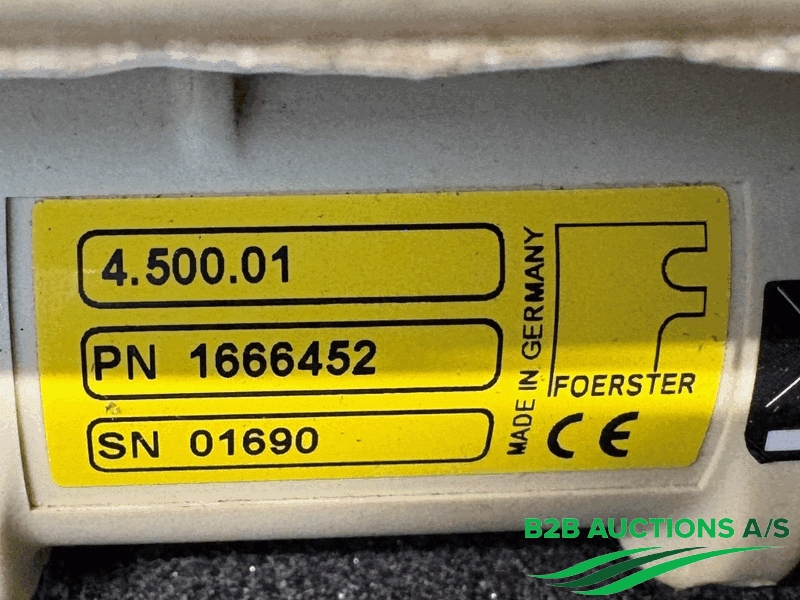 4.500.01
PN 1666452
SN 01690
MADE IN GERMANY
FOERSTER
CE
B2B AUCTIONS A/S